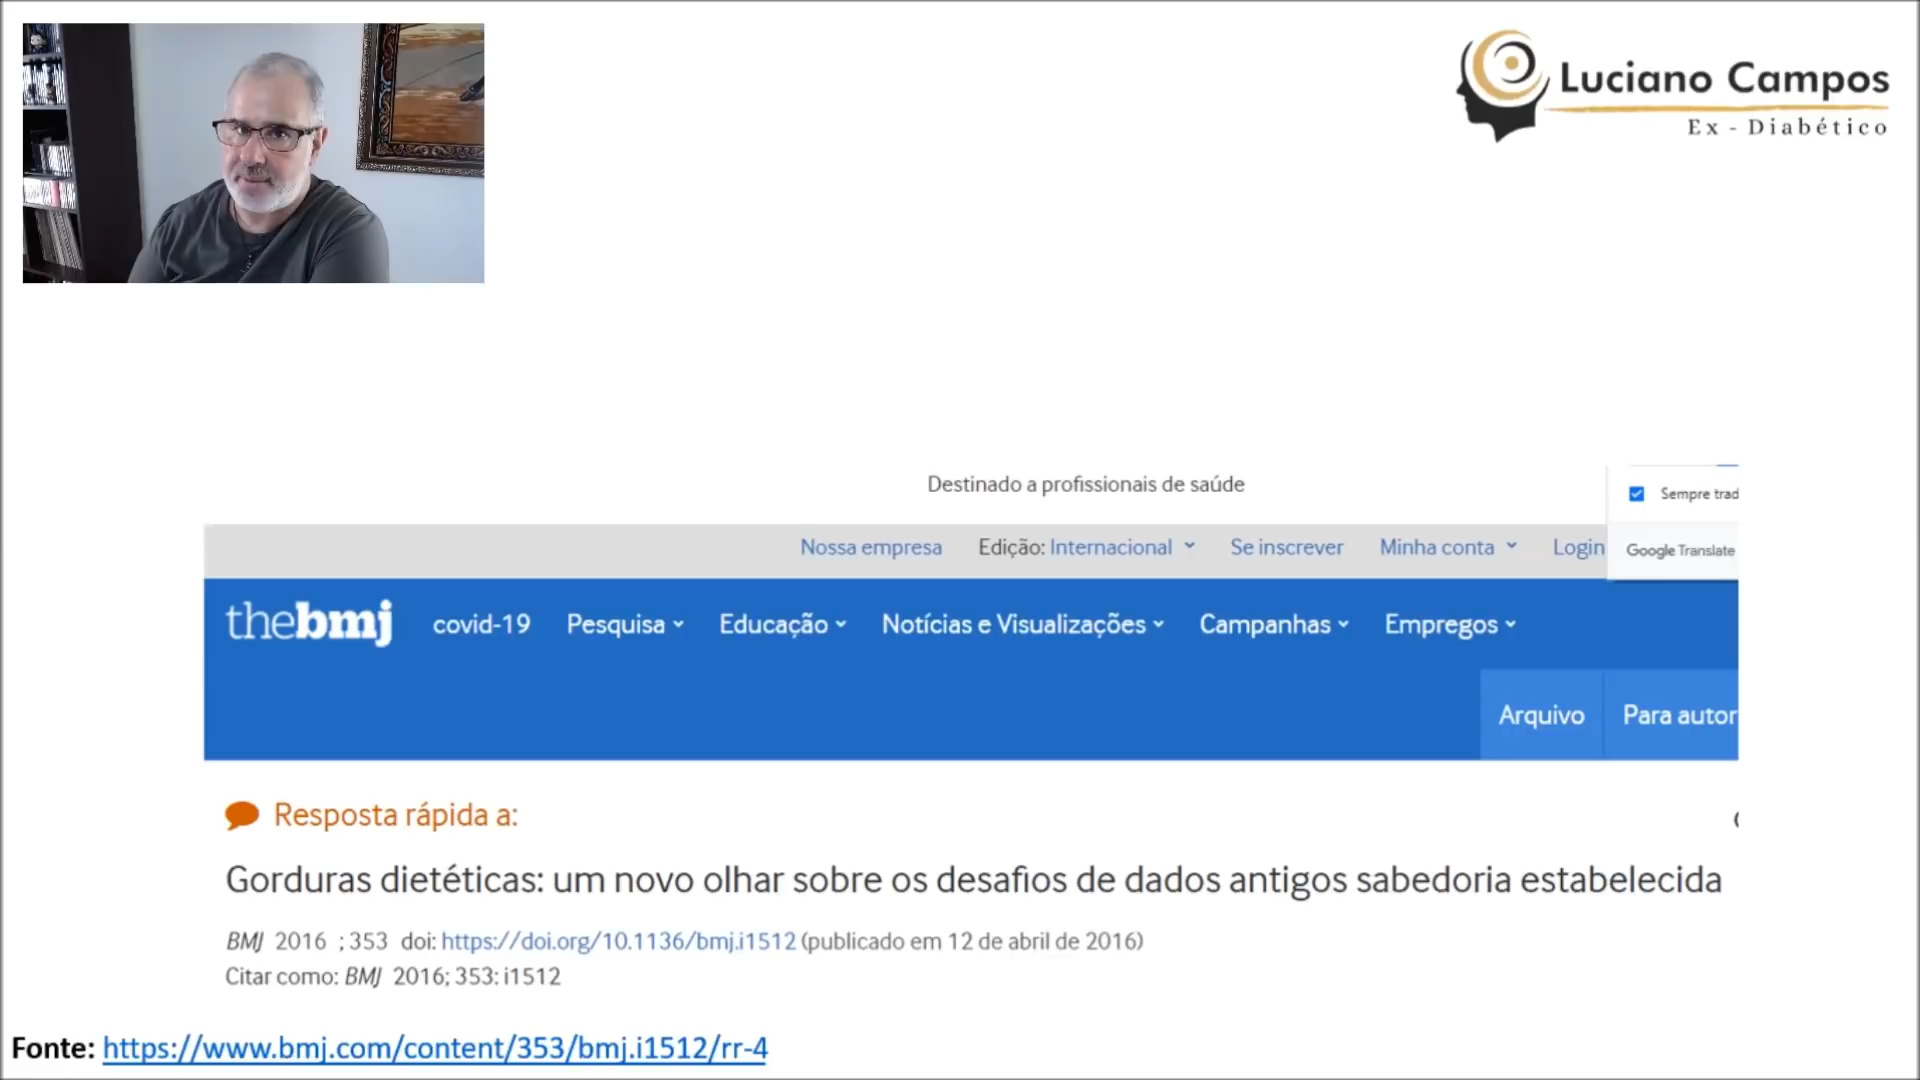 Luciano Campos
Ex - Diabético
Destinado a profissionais de saúde
Sempre trad
Nossa empresa Edição: Internacional Se inscrever Minha conta Login
Google Translate
thebmj covid-19 Pesquisa Educação Notícias e Visualizações Campanhas Empregos
Arquivo Para autor
Resposta rápida a:
Gorduras dietéticas: um novo olhar sobre os desafios de dados antigos sabedoria estabelecida
BMJ 2016 ; 353 doi: https://doi.org/10.1136/bmj.i1512 (publicado em 12 de abril de 2016)
Citar como: BMJ 2016; 353: i1512
Fonte: https://www.bmj.com/content/353/bmj.i1512/rr-4